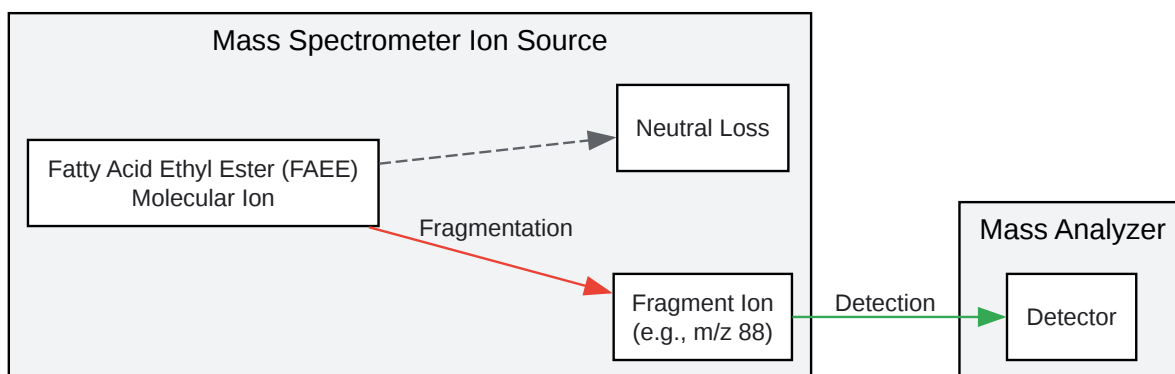 Mass Spectrometer Ion Source
Neutral Loss
Fatty Acid Ethyl Ester (FAEE)
Molecular Ion
Fragmentation
Mass Analyzer
Fragment Ion
(e.g., m/z 88)
Detection
Detector